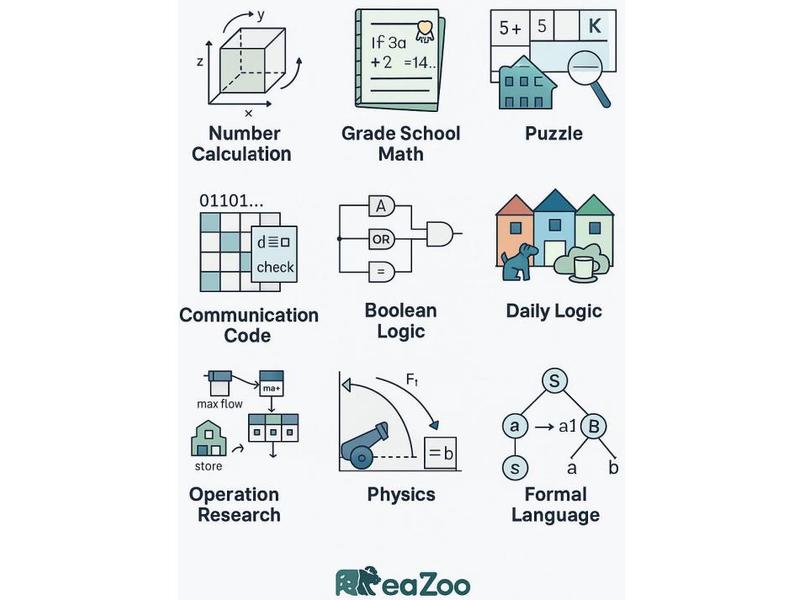 y
z
x
Number
Calculation
If 3a
+2 =14..
Grade School
Math
5+ 5 K
Puzzle
01101...
check
Communication
Code
A
OR
=
Boolean
Logic
Daily Logic
max flow
ma+
store
Operation
Research
= b
Physics
S
a → a1 B
s a b
Formal
Language
eaZoo